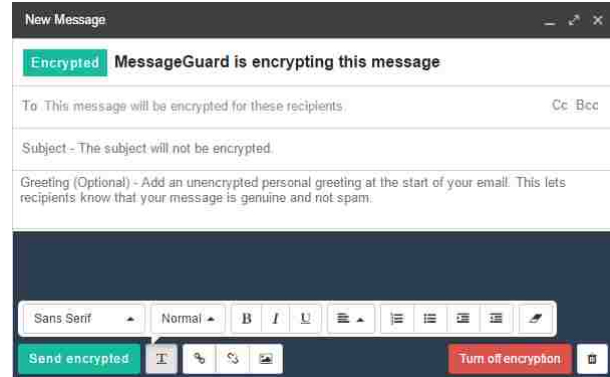 New Message
Encrypted MessageGuard is encrypting this message
To This message will be encrypted for these recipients. Cc Bcc
Subject - The subject will not be encrypted.
Greeting (Optional) - Add an unencrypted personal greeting at the start of your email. This lets
recipients know that your message is genuine and not spam.
Sans Serif Normal B I U
Send encrypted T Turn off encryption